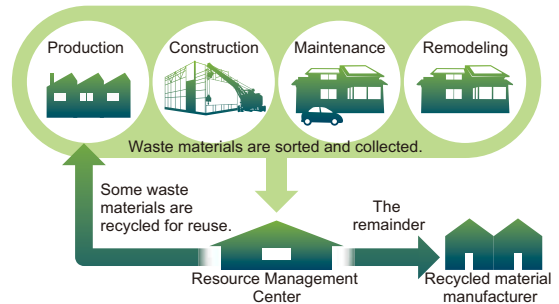 Production
Construction
Maintenance
Remodeling
Waste materials are sorted and collected.
Some waste
materials are
recycled for reuse.
The
remainder
Resource Management
Center
Recycled material
manufacturer